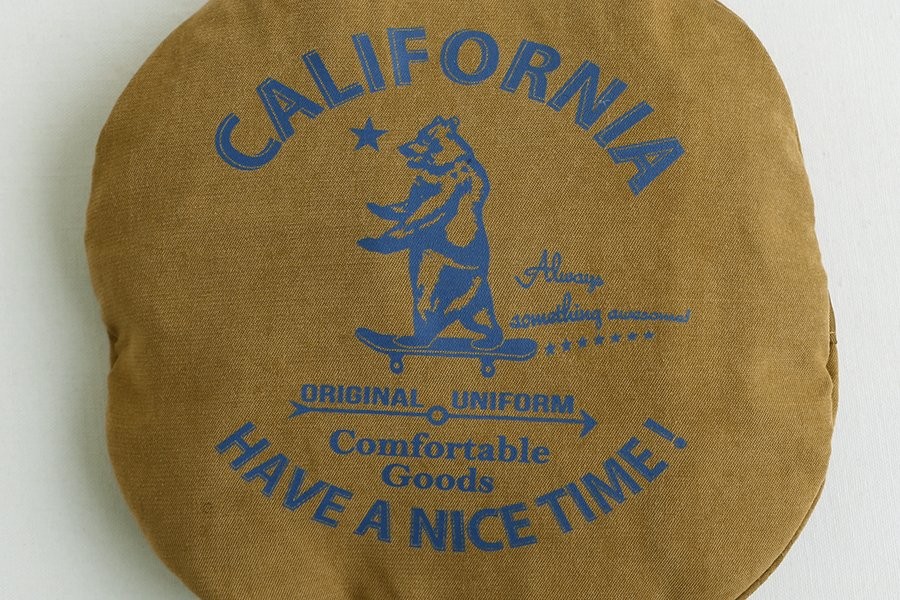 CALIFORNIA
Always
something awesome!
ORIGINAL UNIFORM
Comfortable
Goods
HAVE A NICE TIME!